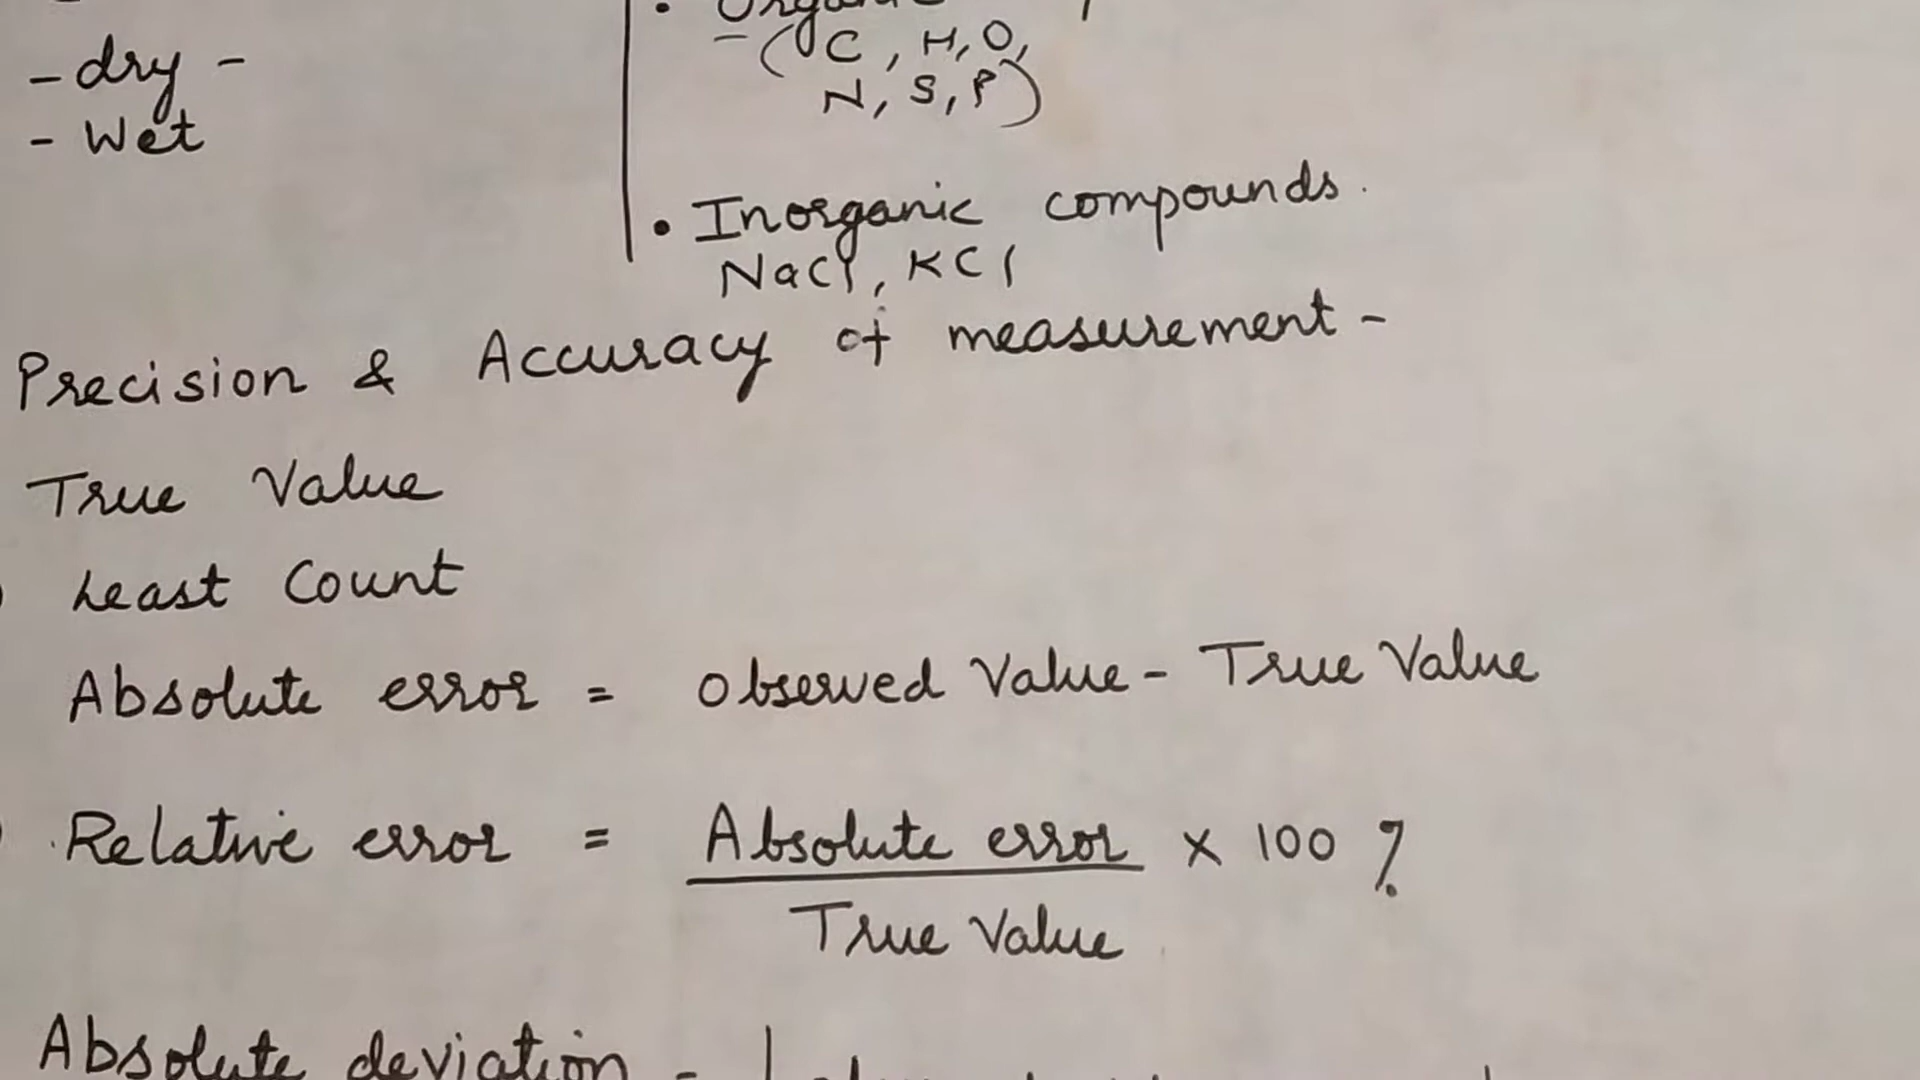 - dry -
- Wet
• Organic
- (C, H, O,
N, S, P)
• Inorganic compounds.
NaCl, KCl
Precision & Accuracy of measurement -
True Value
Least Count
Absolute error = Observed Value - True Value
Relative error = Absolute error × 100 %
True Value
Absolute deviation = |